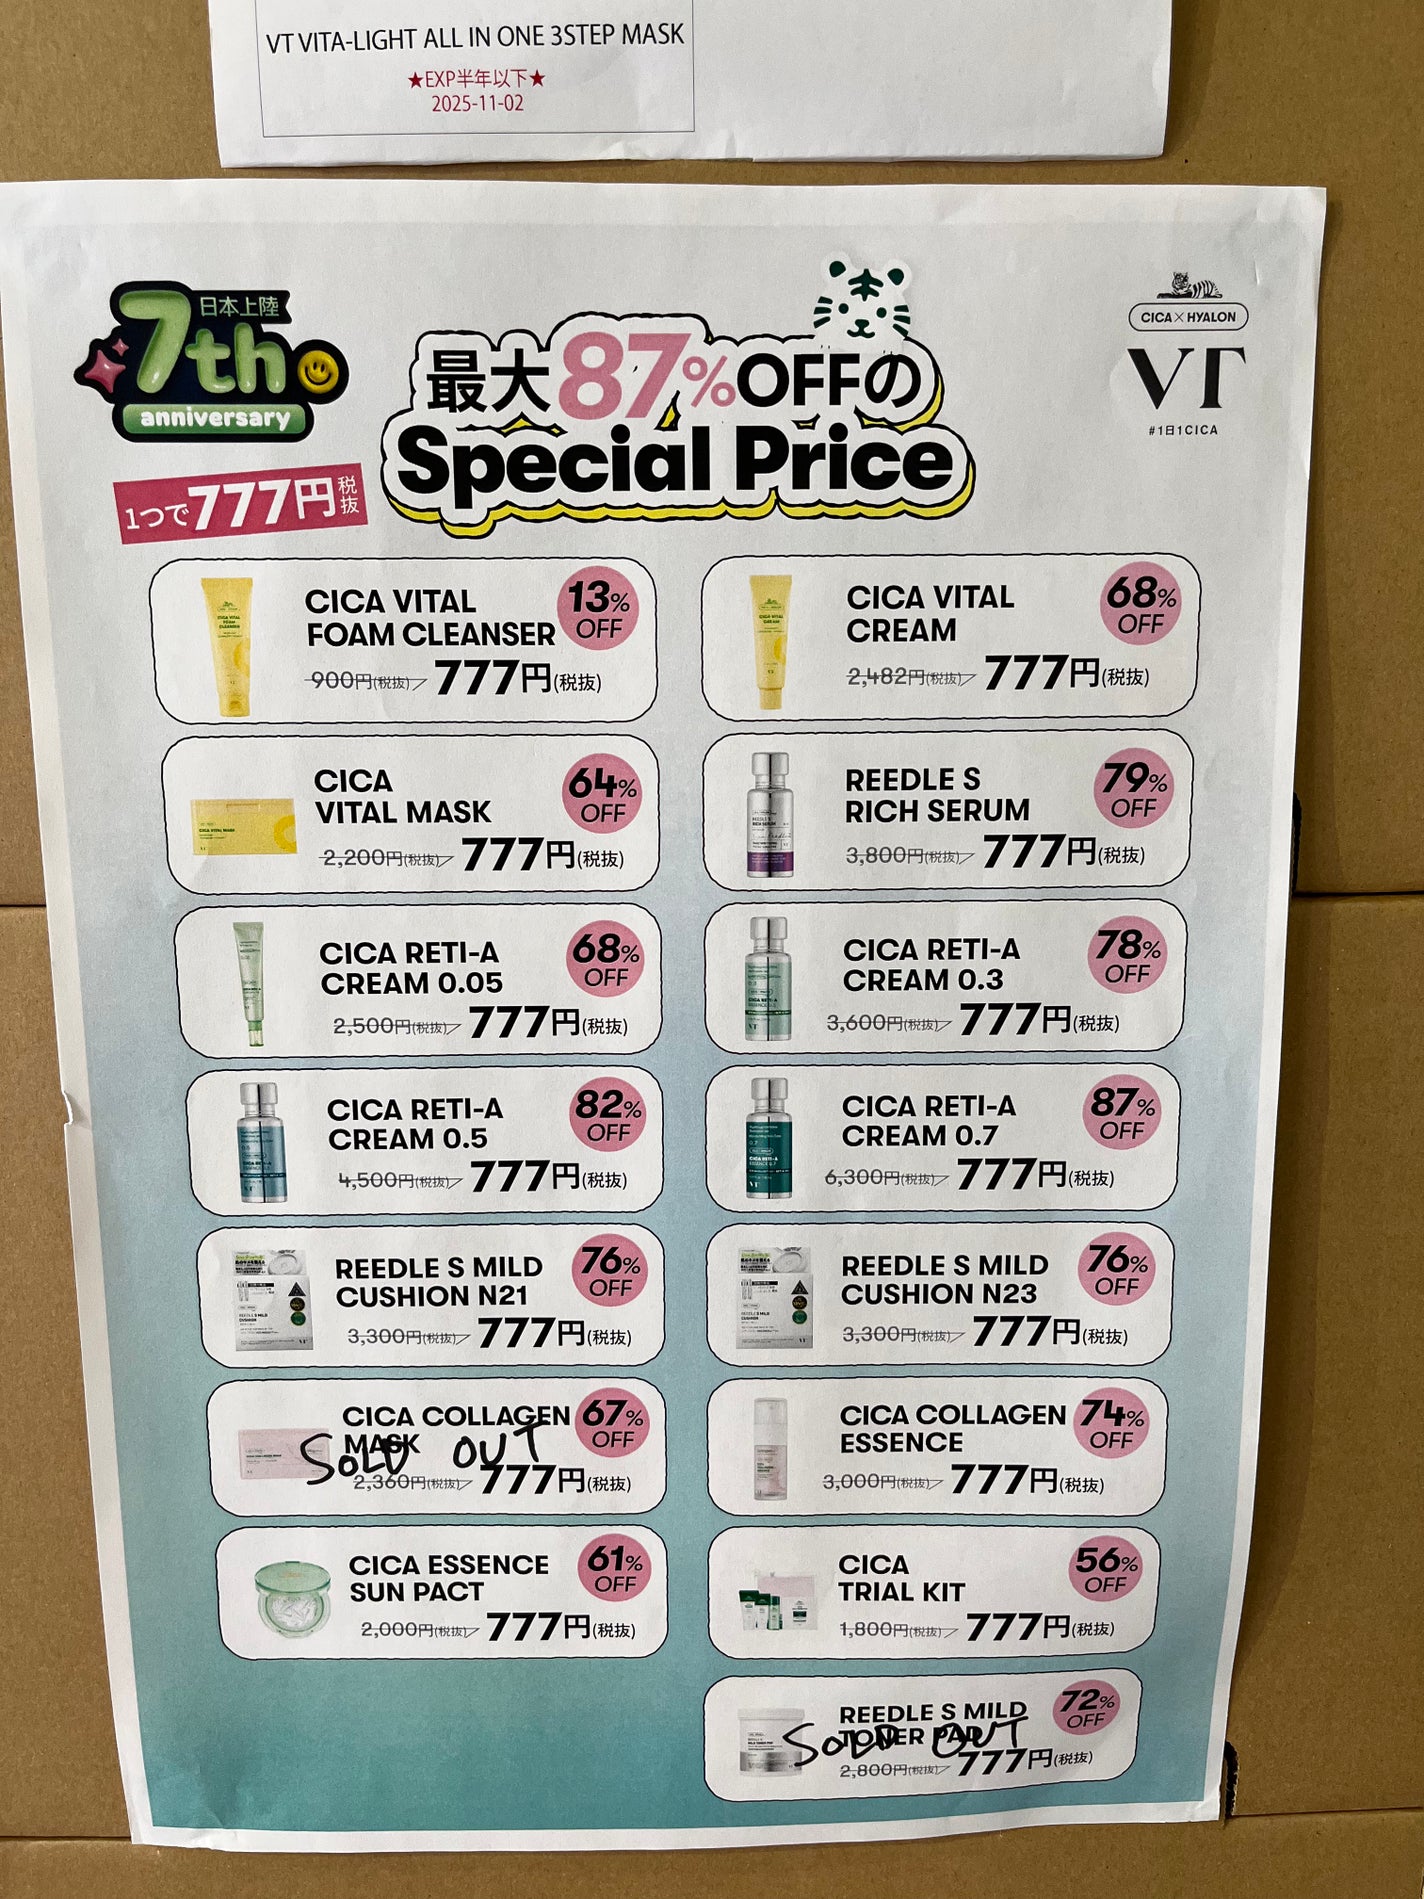 VT VITA-LIGHT ALL IN ONE 3STEP MASK
★EXP半年以下★
2025-11-02
日本上陸
7th
anniversary
最大87%OFFの
Special Price
CICA×HYALON
VT
#1日1CICA
1つで777円税抜
CICA VITAL
FOAM CLEANSER
13%
OFF
900円(税抜)
777円(税抜)
CICA VITAL
CREAM
68%
OFF
2,482円(税抜)
777円(税抜)
CICA
VITAL MASK
64%
OFF
2,200円(税抜)
777円(税抜)
REEDLE S
RICH SERUM
79%
OFF
3,800円(税抜)
777円(税抜)
CICA RETI-A
CREAM 0.05
68%
OFF
2,500円(税抜)
777円(税抜)
CICA RETI-A
CREAM 0.3
78%
OFF
3,600円(税抜)
777円(税抜)
CICA RETI-A
CREAM 0.5
82%
OFF
4,500円(税抜)
777円(税抜)
CICA RETI-A
CREAM 0.7
87%
OFF
6,300円(税抜)
777円(税抜)
REEDLE S MILD
CUSHION N21
76%
OFF
3,300円(税抜)
777円(税抜)
REEDLE S MILD
CUSHION N23
76%
OFF
3,300円(税抜)
777円(税抜)
CICA COLLAGEN
MASK
67%
OFF
SOLD OUT
2,360円(税抜)
777円(税抜)
CICA COLLAGEN
ESSENCE
74%
OFF
3,000円(税抜)
777円(税抜)
CICA ESSENCE
SUN PACT
61%
OFF
2,000円(税抜)
777円(税抜)
CICA
TRIAL KIT
56%
OFF
1,800円(税抜)
777円(税抜)
REEDLE S MILD
TONER PAD
72%
OFF
SOLD OUT
2,800円(税抜)
777円(税抜)